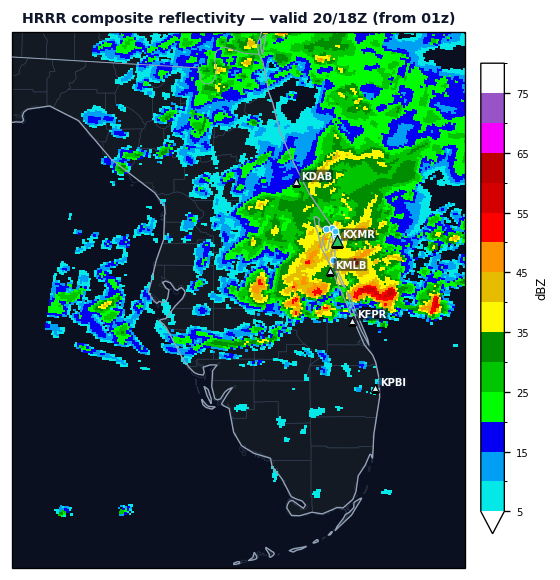 HRRR composite reflectivity — valid 20/18Z (from 01z)
KDAB
KXMR
KMLB
KFPR
KPBI
75
65
55
45
35
25
15
5
dBZ